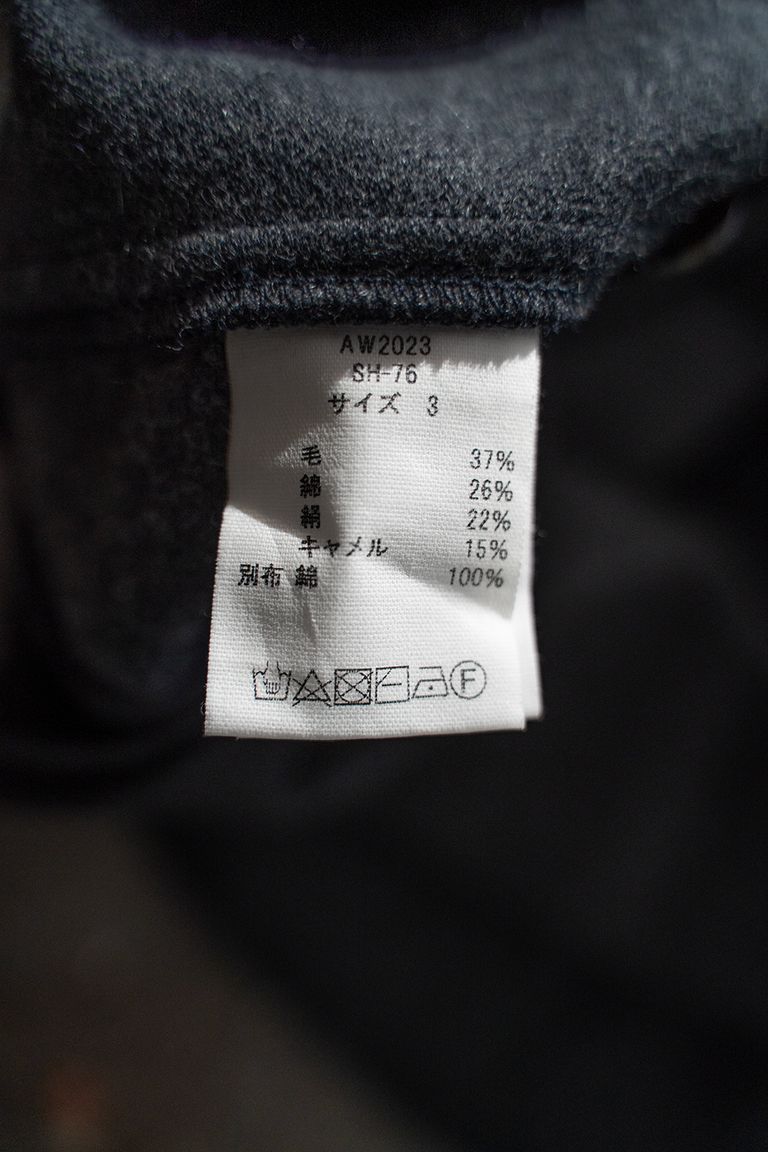 AW2023
SH-76
サイズ 3
毛 37%
綿 26%
絹 22%
キャメル 15%
別布 綿 100%
F